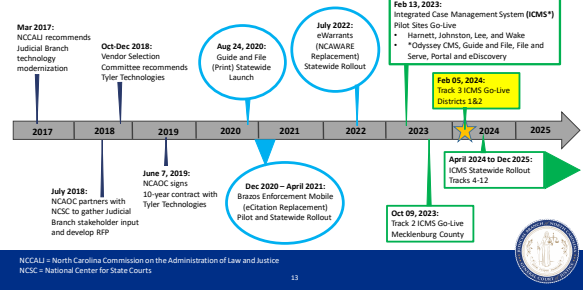 Mar 2017:
NCCALJ recommends
Judicial Branch
technology
modernization
Oct-Dec 2018:
Vendor Selection
Committee recommends
Tyler Technologies
Aug 24, 2020:
Guide and File
(Print) Statewide
Launch
July 2022:
eWarrants
(NCAWARE
Replacement)
Statewide Rollout
Feb 13, 2023:
Integrated Case Management System (ICMS*)
Pilot Sites Go-Live
• Harnett, Johnston, Lee, and Wake
• *Odyssey CMS, Guide and File, File and
Serve, Portal and eDiscovery
Feb 05, 2024:
Track 3 ICMS Go-Live
Districts 1&2
2017
2018
2019
2020
2021
2022
2023
2024
2025
July 2018:
NCAOC partners with
NCSC to gather Judicial
Branch stakeholder input
and develop RFP
June 7, 2019:
NCAOC signs
10-year contract with
Tyler Technologies
Dec 2020 – April 2021:
Brazos Enforcement Mobile
(eCitation Replacement)
Pilot and Statewide Rollout
Oct 09, 2023:
Track 2 ICMS Go-Live
Mecklenburg County
April 2024 to Dec 2025:
ICMS Statewide Rollout
Tracks 4-12
NCCALJ = North Carolina Commission on the Administration of Law and Justice
NCSC = National Center for State Courts
13